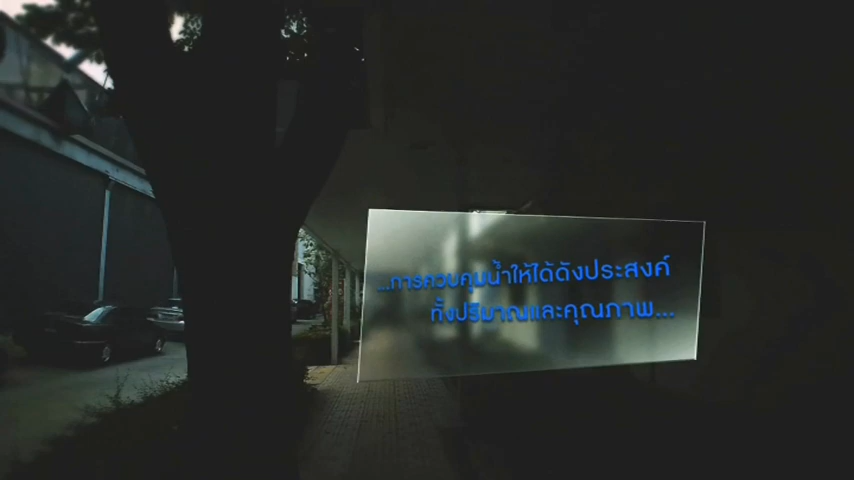 ...การควบคุมน้ำให้ได้ดังประสงค์
ทั้งปริมาณและคุณภาพ...